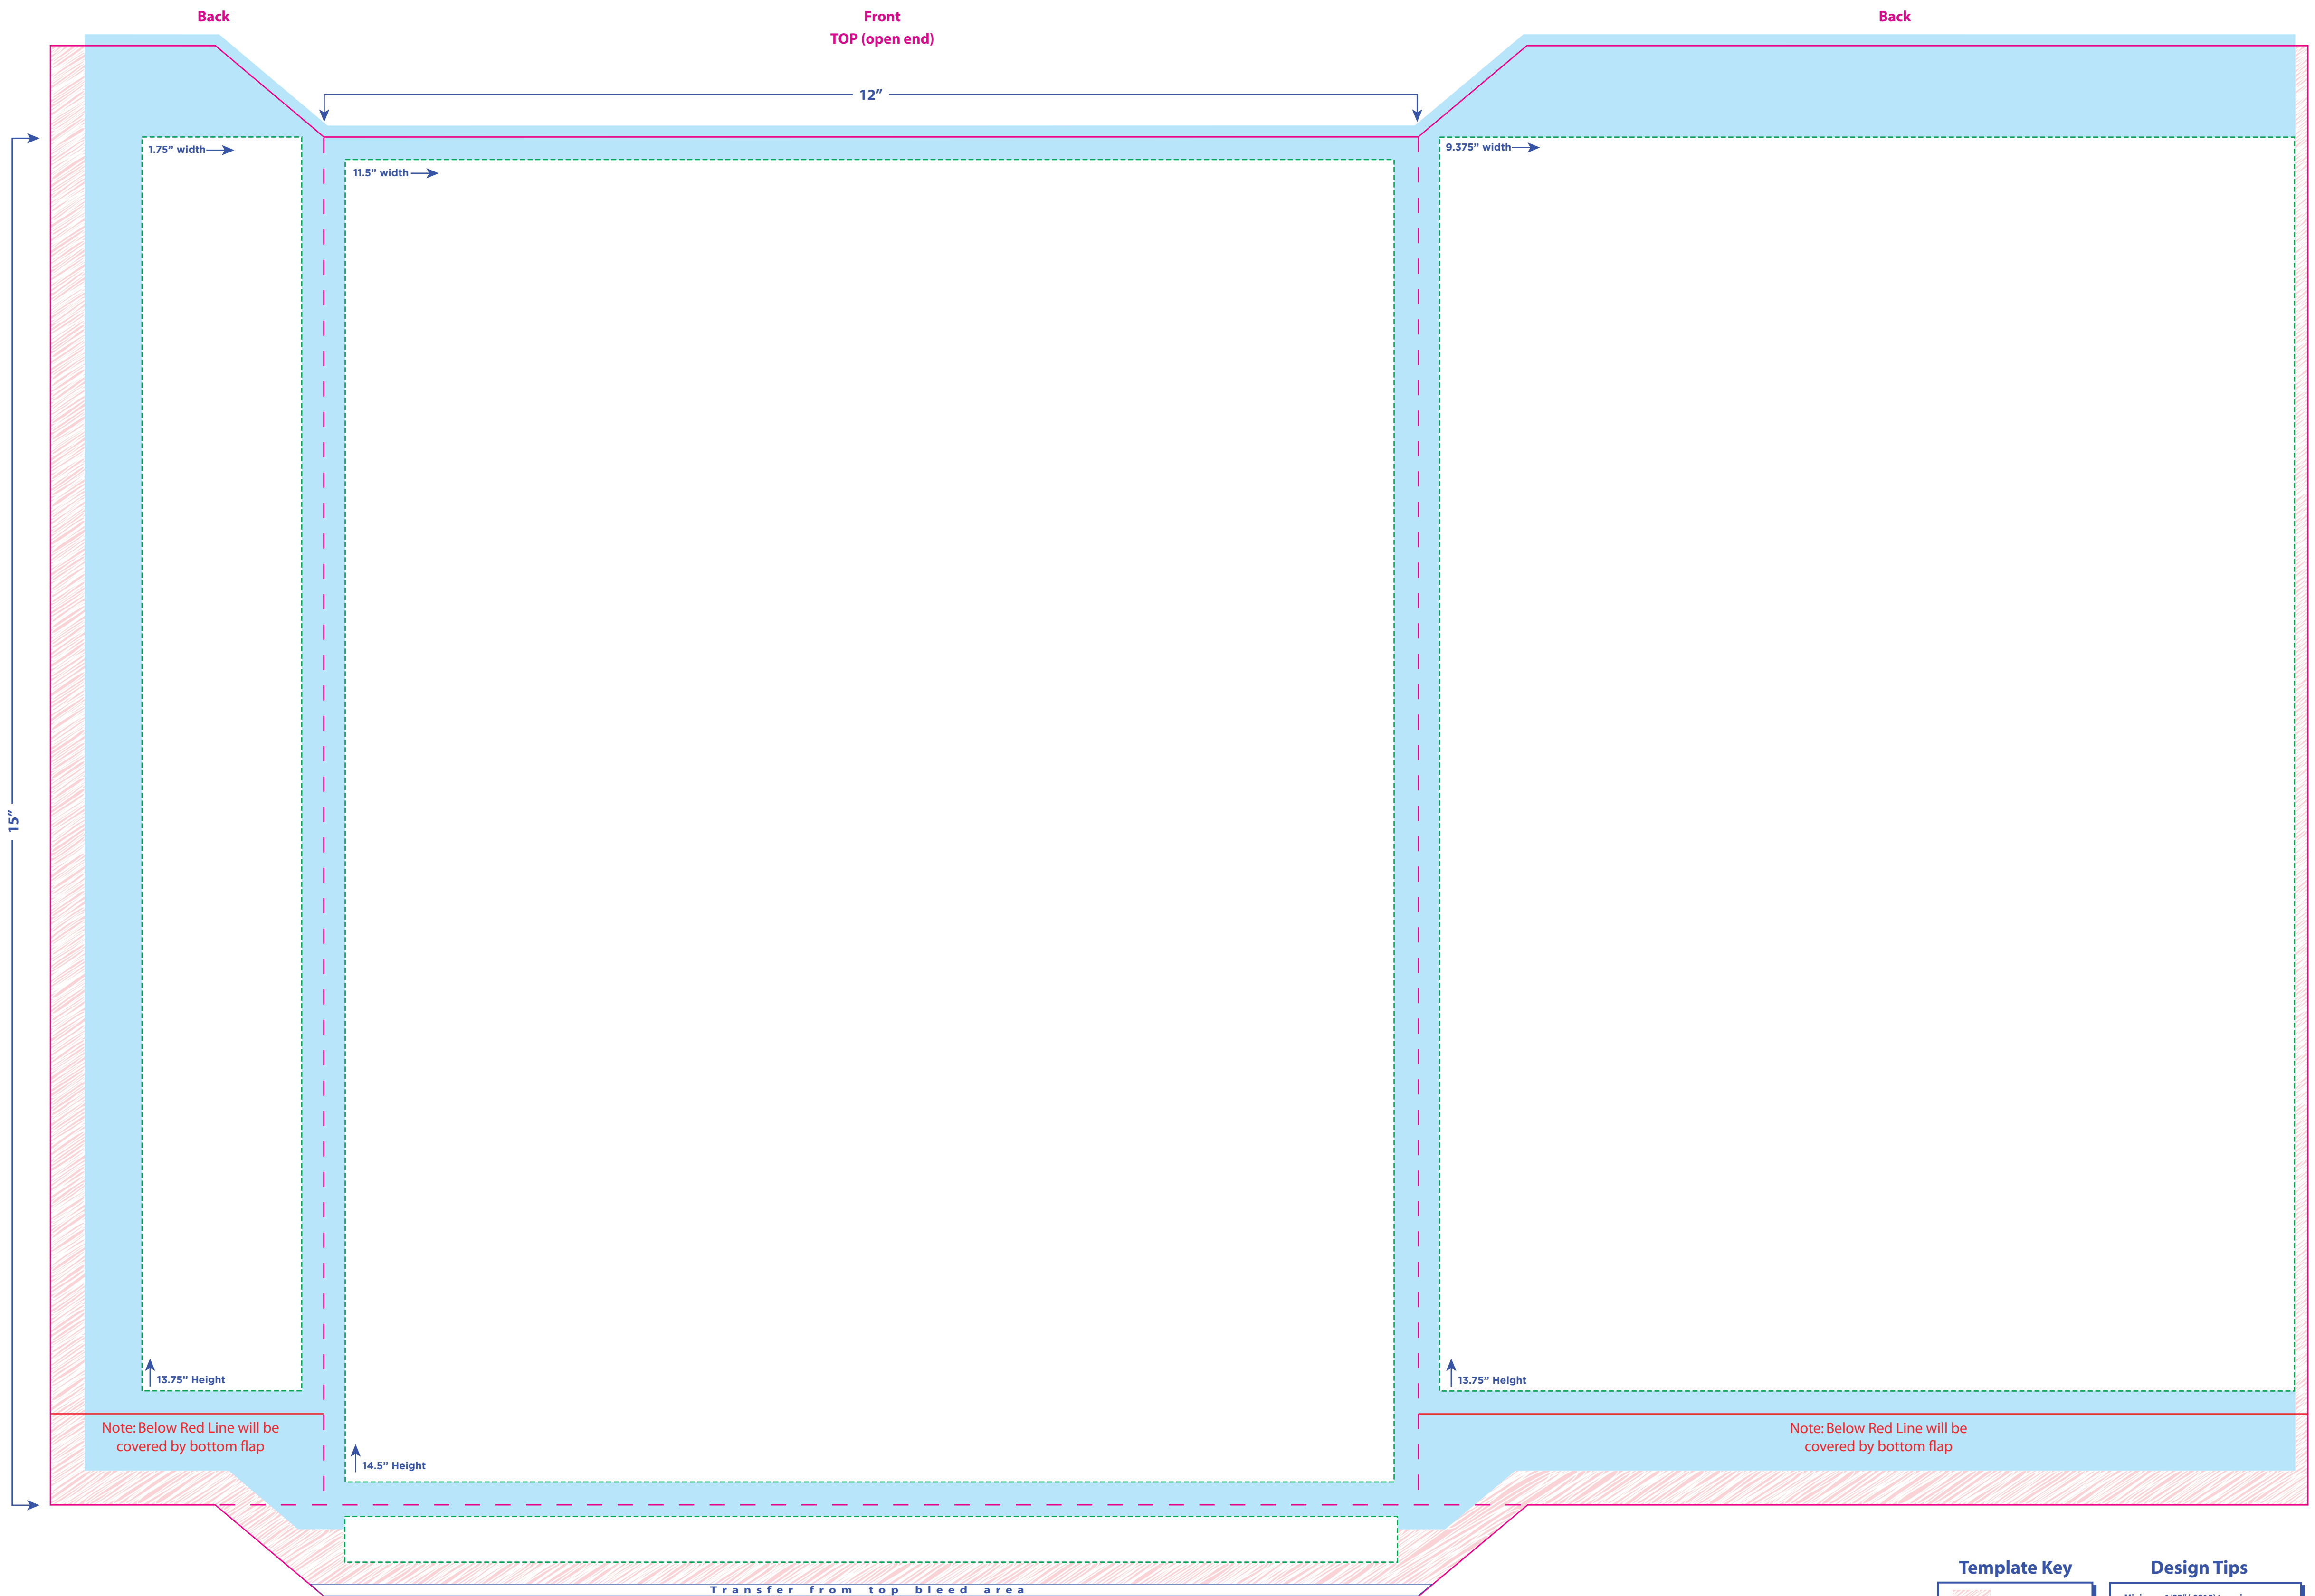 Back
Front
Back
TOP (open end)
12”
1.75” width
11.5” width
9.375” width
15”
13.75” Height
13.75” Height
Note: Below Red Line will be
covered by bottom flap
Note: Below Red Line will be
covered by bottom flap
14.5” Height
Transfer from top bleed area
Template Key
Design Tips